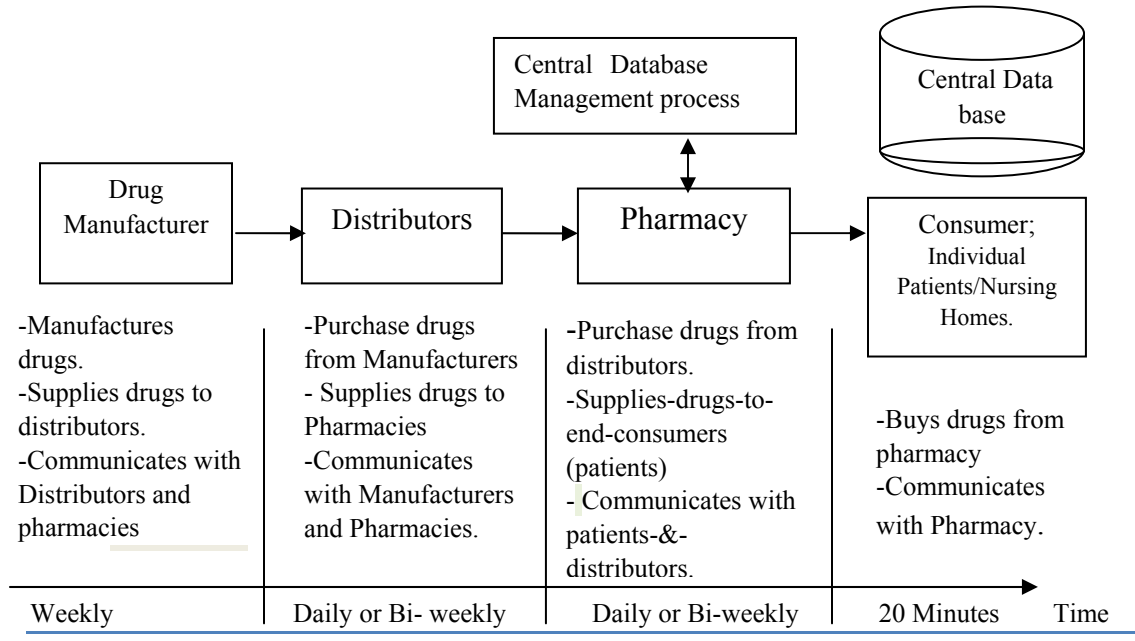 Central Database
Management process
Central Data
base
Drug
Manufacturer
Distributors
Pharmacy
Consumer;
Individual
Patients/Nursing
Homes.
-Manufactures
drugs.
-Supplies drugs to
distributors.
-Communicates with
Distributors and
pharmacies
-Purchase drugs
from Manufacturers
- Supplies drugs to
Pharmacies
-Communicates
with Manufacturers
and Pharmacies.
-Purchase drugs from
distributors.
-Supplies-drugs-to-
end-consumers
(patients)
- Communicates with
patients-&-
distributors.
-Buys drugs from
pharmacy
-Communicates
with Pharmacy.
Weekly
Daily or Bi- weekly
Daily or Bi-weekly
20 Minutes
Time